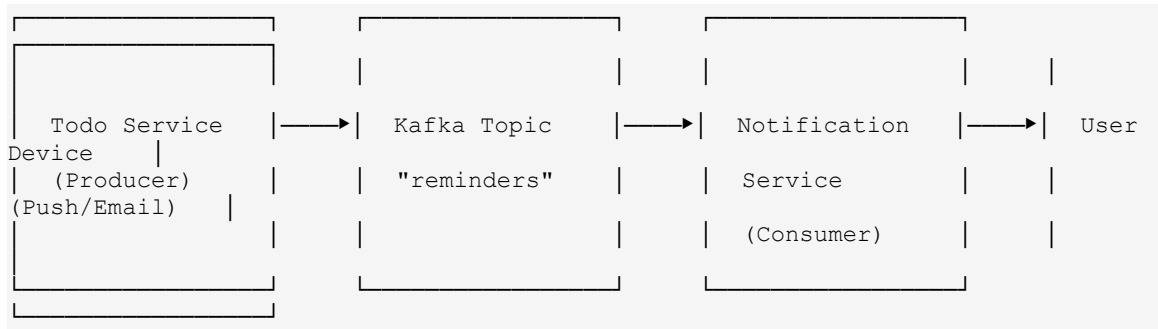 Todo Service Kafka Topic Notification User
Device
(Producer) "reminders" Service
(Push/Email)
(Consumer)